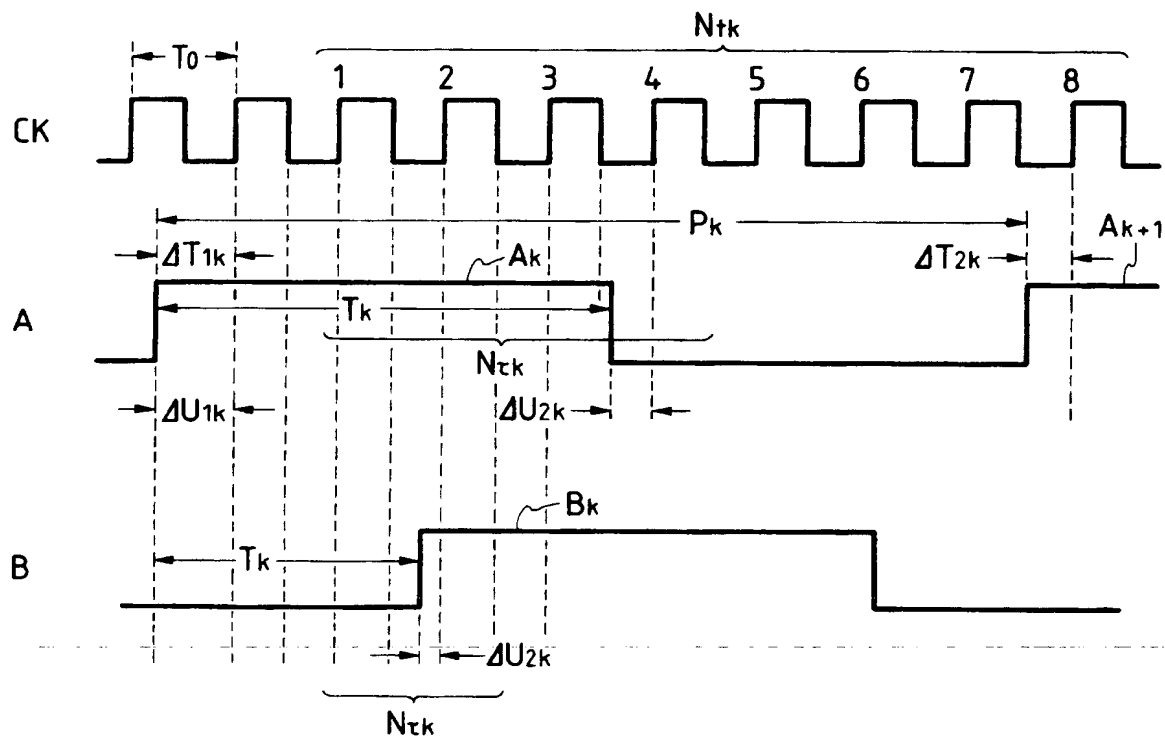 Ntk
T0
1 2 3 4 5 6 7 8
CK
Pk
ΔT1k Ak ΔT2k Ak+1
A
Tk
Nτk
ΔU1k ΔU2k
Bk
B
Tk
ΔU2k
Nτk